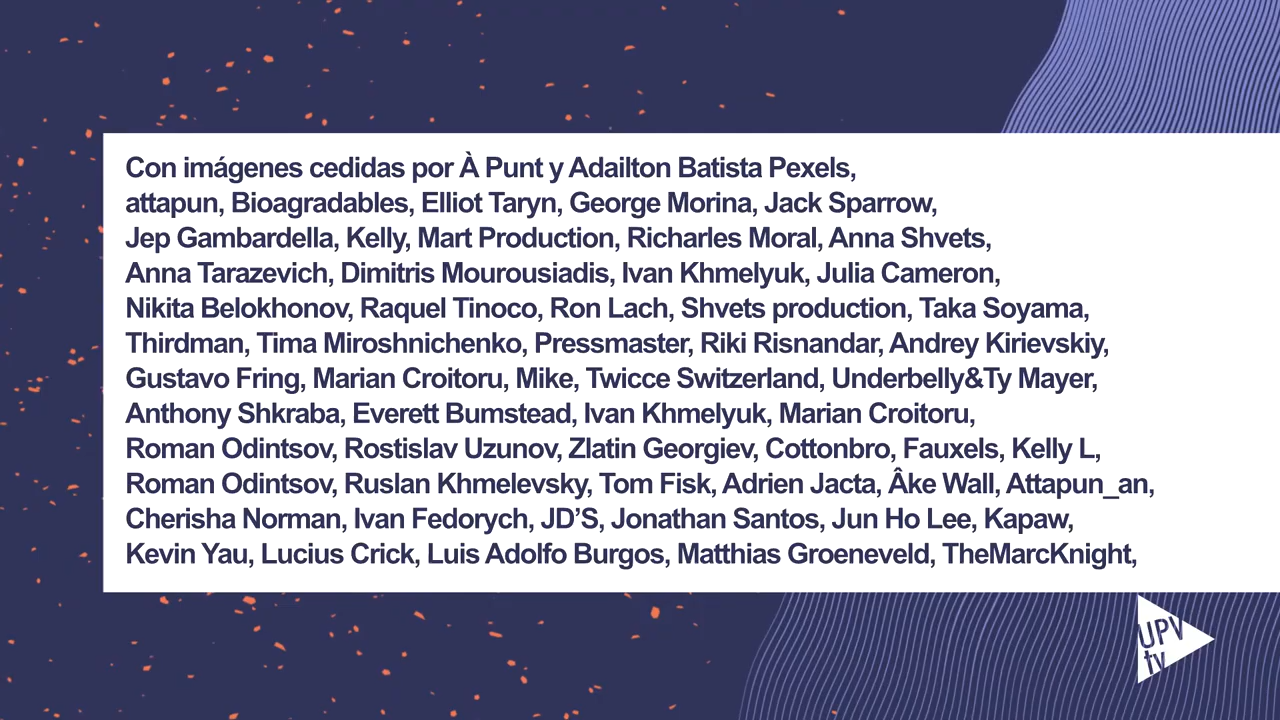 Con imágenes cedidas por À Punt y Adailton Batista Pexels,
attapun, Bioagradables, Elliot Taryn, George Morina, Jack Sparrow,
Jep Gambardella, Kelly, Mart Production, Richarles Moral, Anna Shvets,
Anna Tarazevich, Dimitris Mourousiadis, Ivan Khmelyuk, Julia Cameron,
Nikita Belokhonov, Raquel Tinoco, Ron Lach, Shvets production, Taka Soyama,
Thirdman, Tima Miroshnichenko, Pressmaster, Riki Risnandar, Andrey Kirievskiy,
Gustavo Fring, Marian Croitoru, Mike, Twicce Switzerland, Underbelly&Ty Mayer,
Anthony Shkraba, Everett Bumstead, Ivan Khmelyuk, Marian Croitoru,
Roman Odintsov, Rostislav Uzunov, Zlatin Georgiev, Cottonbro, Fauxels, Kelly L,
Roman Odintsov, Ruslan Khmelevsky, Tom Fisk, Adrien Jacta, Âke Wall, Attapun_an,
Cherisha Norman, Ivan Fedorych, JD’S, Jonathan Santos, Jun Ho Lee, Kapaw,
Kevin Yau, Lucius Crick, Luis Adolfo Burgos, Matthias Groeneveld, TheMarcKnight,
UPV
tv